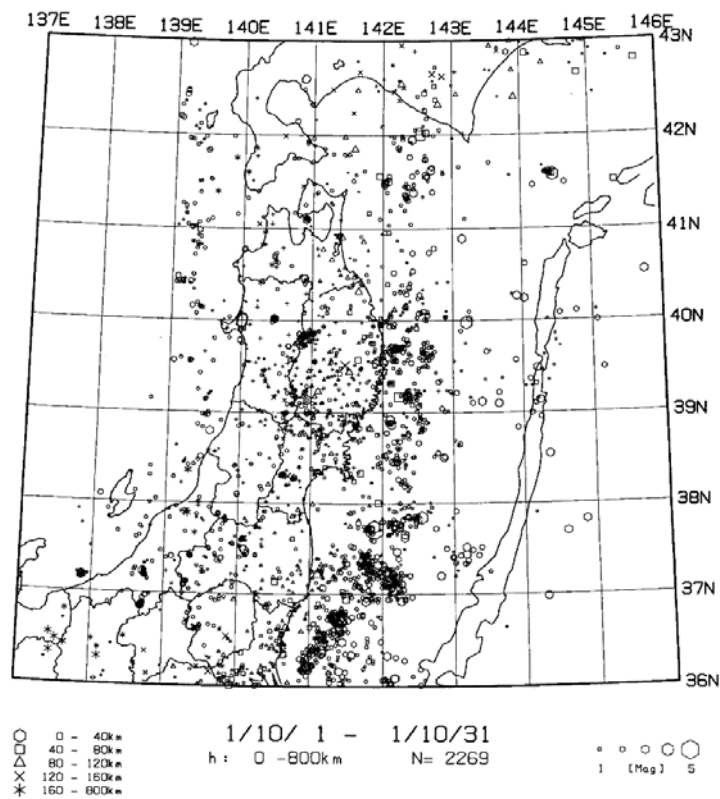 137E 138E 139E 140E 141E 142E 143E 144E 145E 146E
43N
42N
41N
40N
39N
38N
37N
36N
0 - 40km
40 - 80km
80 - 120km
120 - 160km
160 - 800km
1/10/ 1 - 1/10/31
h: 0 -800km N= 2269
1 [Mag] 5